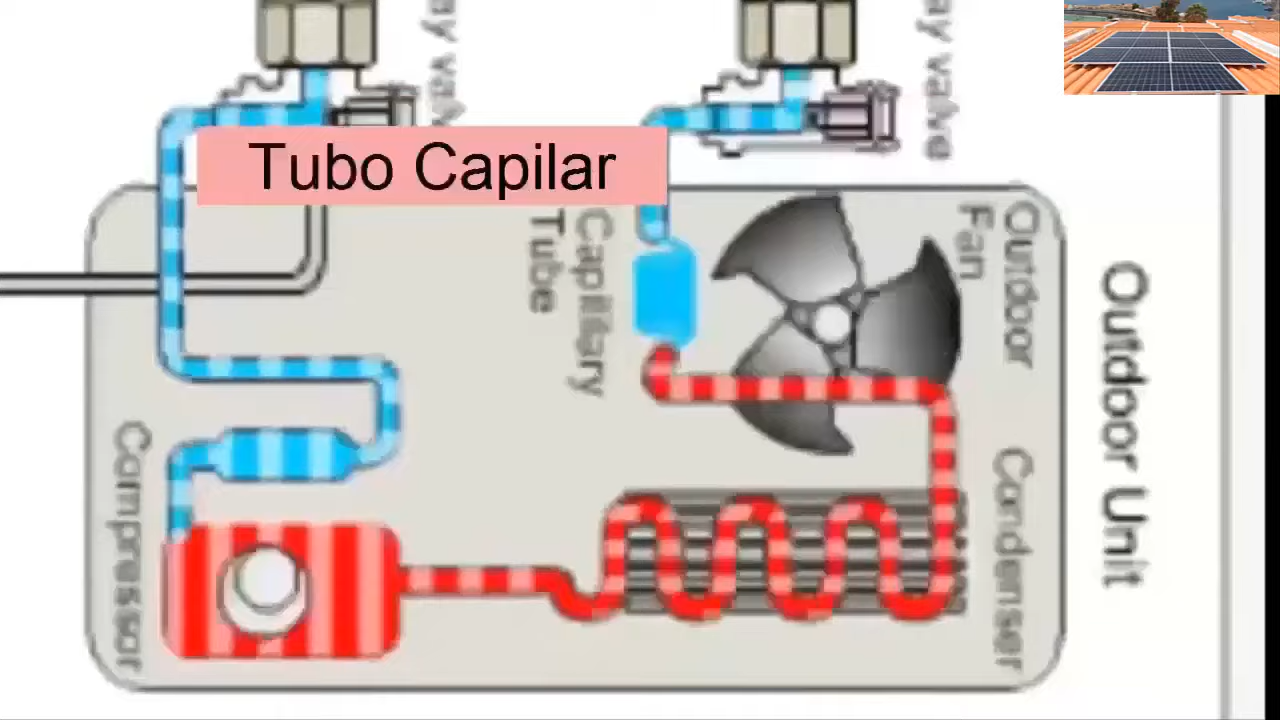 ay valve
ay valve
Tubo Capilar
Capillary
Tube
Outdoor
Fan
Outdoor Unit
Compressor
Condenser